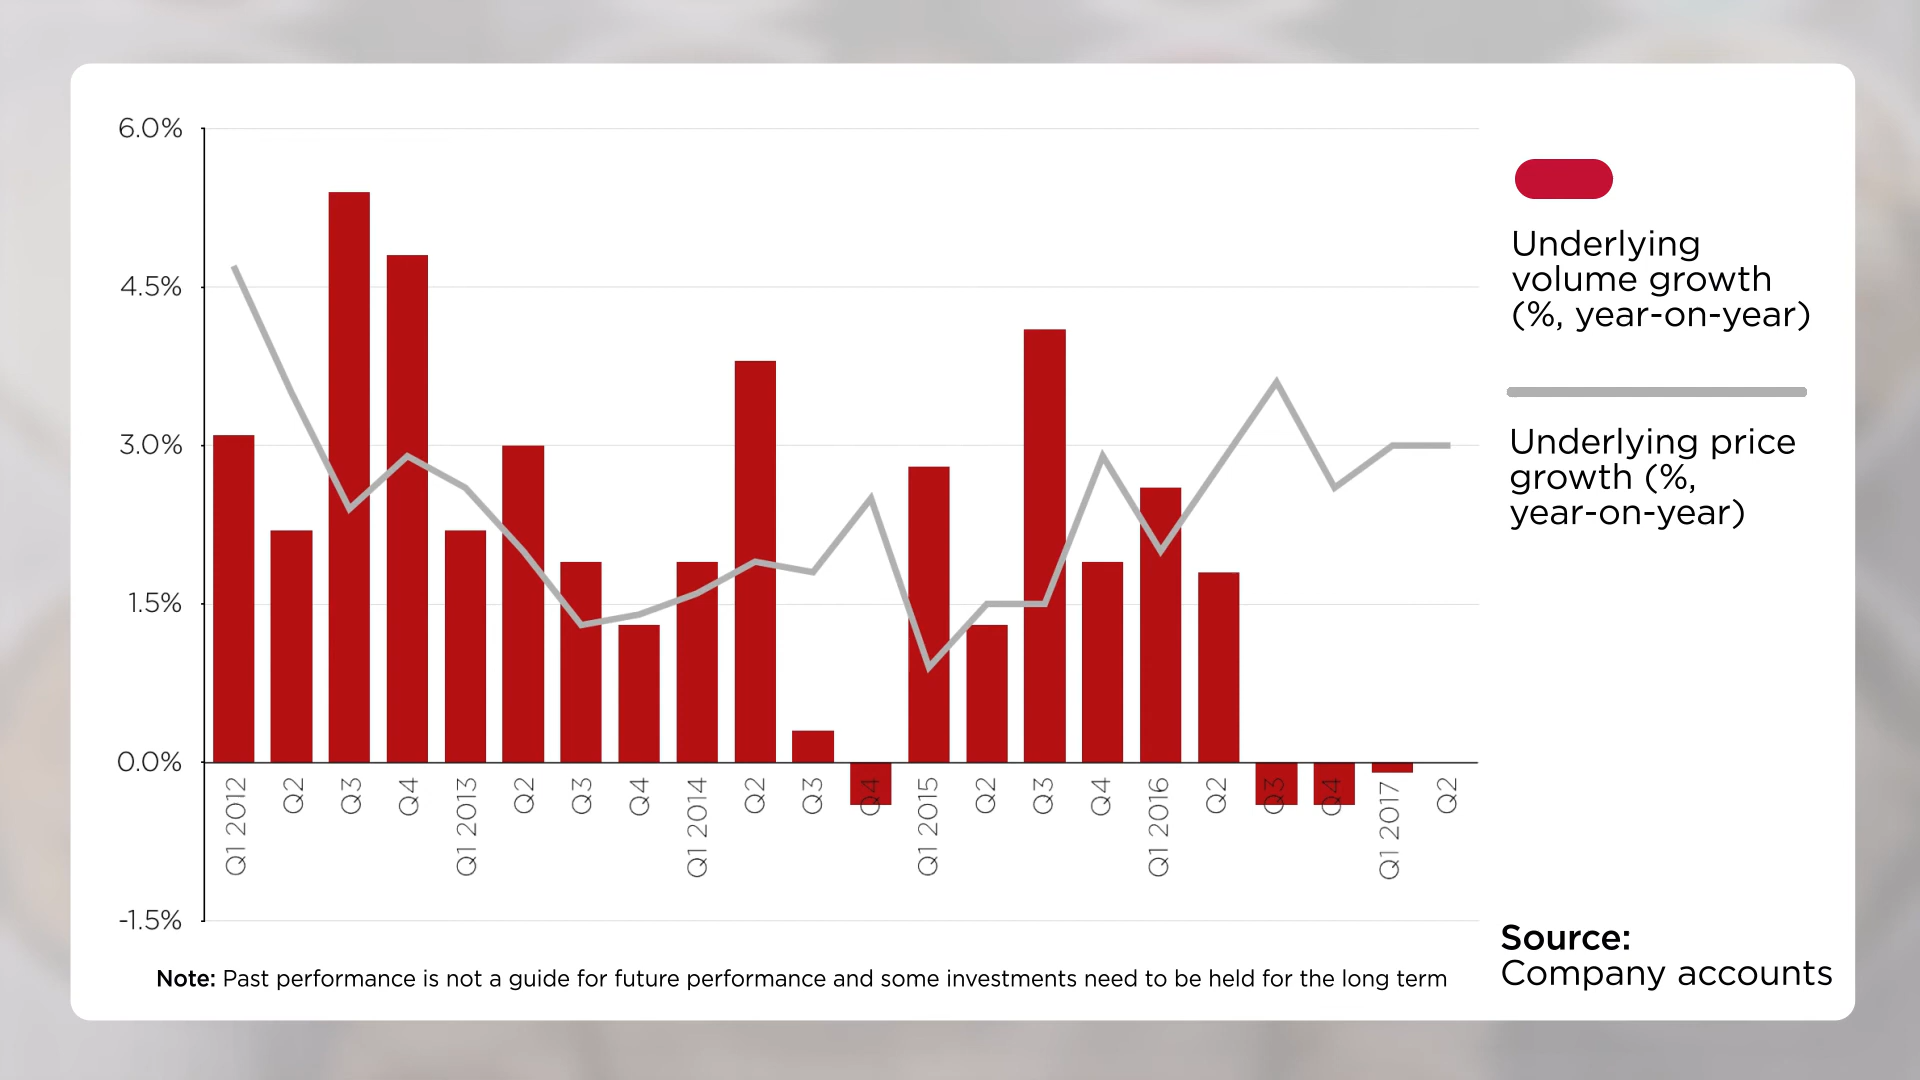 6.0%
4.5%
3.0%
1.5%
0.0%
-1.5%
Q1 2012
Q2
Q3
Q4
Q1 2013
Q2
Q3
Q4
Q1 2014
Q2
Q3
Q4
Q1 2015
Q2
Q3
Q4
Q1 2016
Q2
Q3
Q4
Q1 2017
Q2
Underlying
volume growth
(%, year-on-year)
Underlying price
growth (%,
year-on-year)
Note: Past performance is not a guide for future performance and some investments need to be held for the long term
Source:
Company accounts